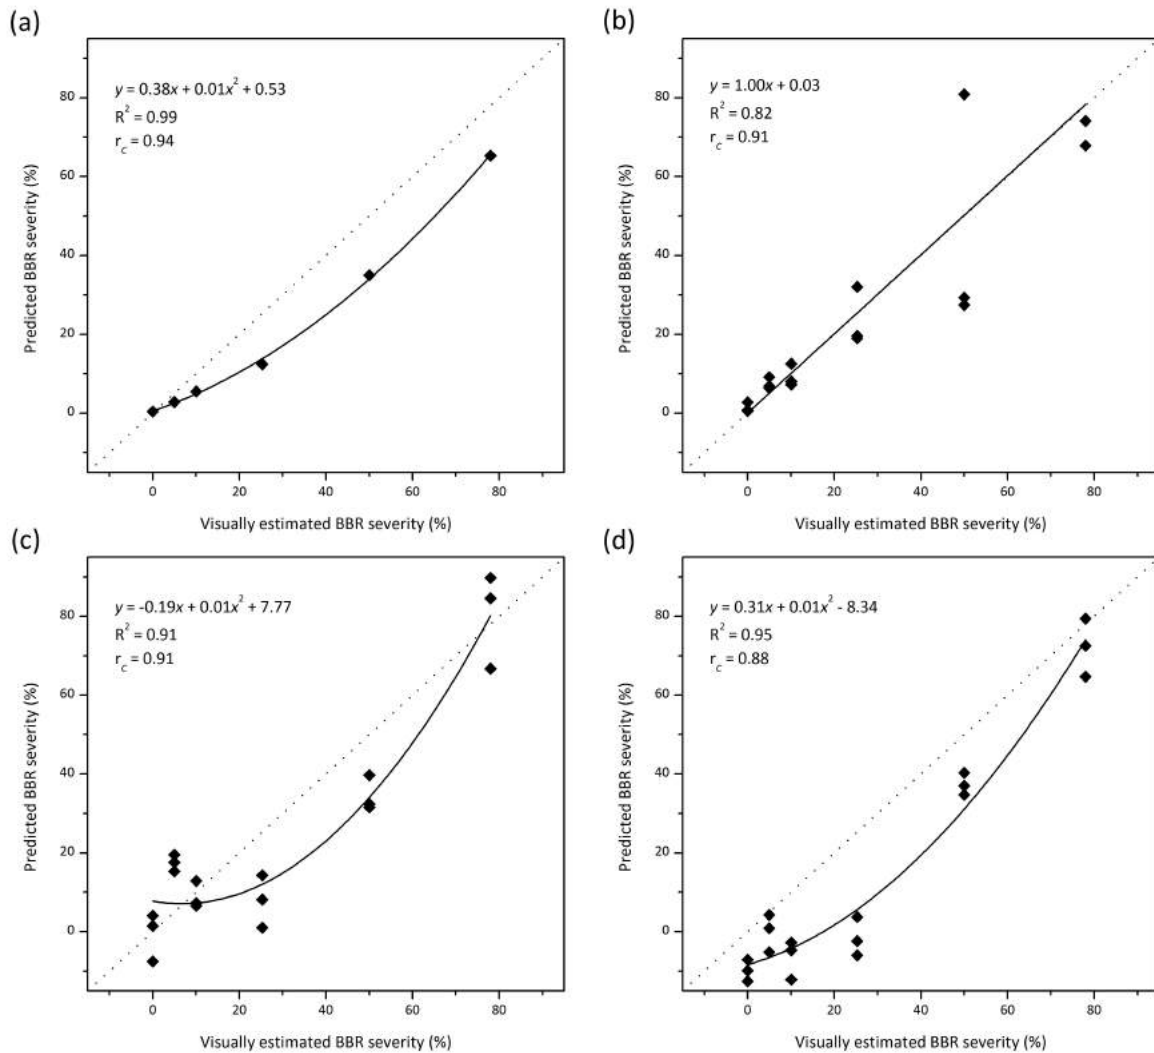 (a)
y = 0.38x + 0.01x² + 0.53
R² = 0.99
r_c = 0.94
80
60
40
20
0
0 20 40 60 80
Predicted BBR severity (%)
Visually estimated BBR severity (%)
(b)
y = 1.00x + 0.03
R² = 0.82
r_c = 0.91
80
60
40
20
0
0 20 40 60 80
Predicted BBR severity (%)
Visually estimated BBR severity (%)
(c)
y = -0.19x + 0.01x² + 7.77
R² = 0.91
r_c = 0.91
80
60
40
20
0
0 20 40 60 80
Predicted BBR severity (%)
Visually estimated BBR severity (%)
(d)
y = 0.31x + 0.01x² - 8.34
R² = 0.95
r_c = 0.88
80
60
40
20
0
0 20 40 60 80
Predicted BBR severity (%)
Visually estimated BBR severity (%)